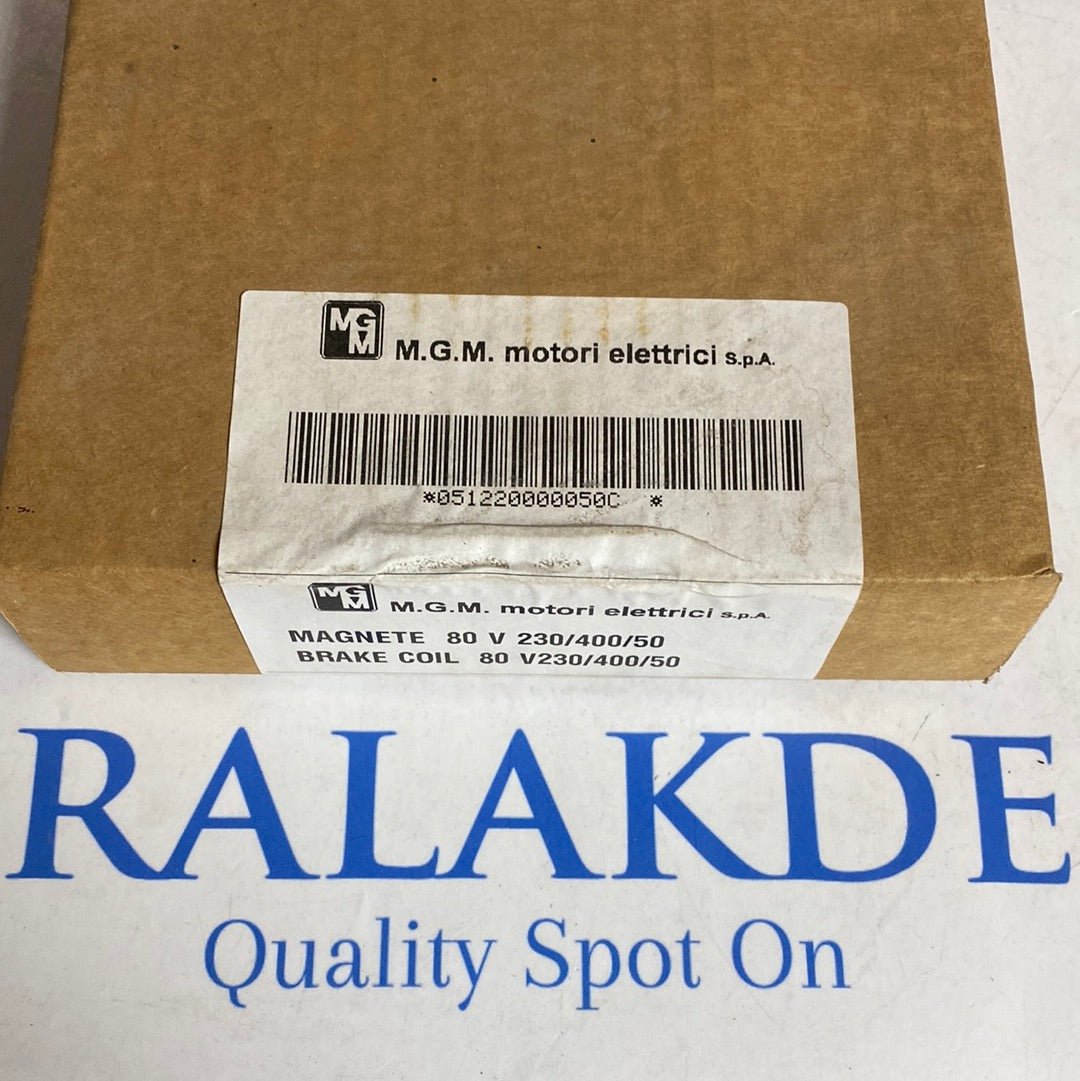 MGM M.G.M. motori elettrici S.p.A.
*051220000050C *
MGM M.G.M. motori elettrici S.p.A.
MAGNETE 80 V 230/400/50
BRAKE COIL 80 V230/400/50
RALAKDE
Quality Spot On